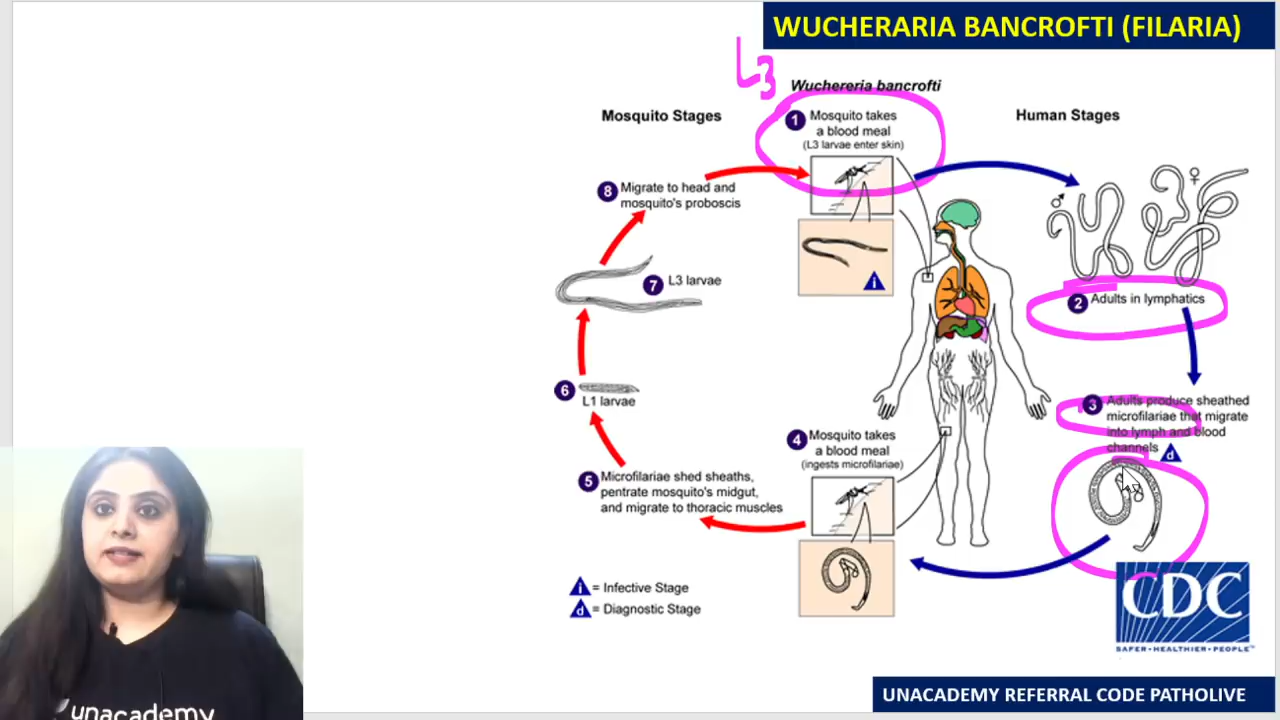 WUCHERARIA BANCROFTI (FILARIA)
L3
Wuchereria bancrofti
Mosquito Stages
Human Stages
1 Mosquito takes
a blood meal
(L3 larvae enter skin)
8 Migrate to head and
mosquito's proboscis
i
7 L3 larvae
♂
♀
2 Adults in lymphatics
6
L1 larvae
3 Adults produce sheathed
microfilariae that migrate
into lymph and blood
channels d
4 Mosquito takes
a blood meal
(ingests microfilariae)
5 Microfilariae shed sheaths,
pentrate mosquito's midgut,
and migrate to thoracic muscles
i = Infective Stage
d = Diagnostic Stage
CDC
SAFER·HEALTHIER·PEOPLE™
unacademy
UNACADEMY REFERRAL CODE PATHOLIVE